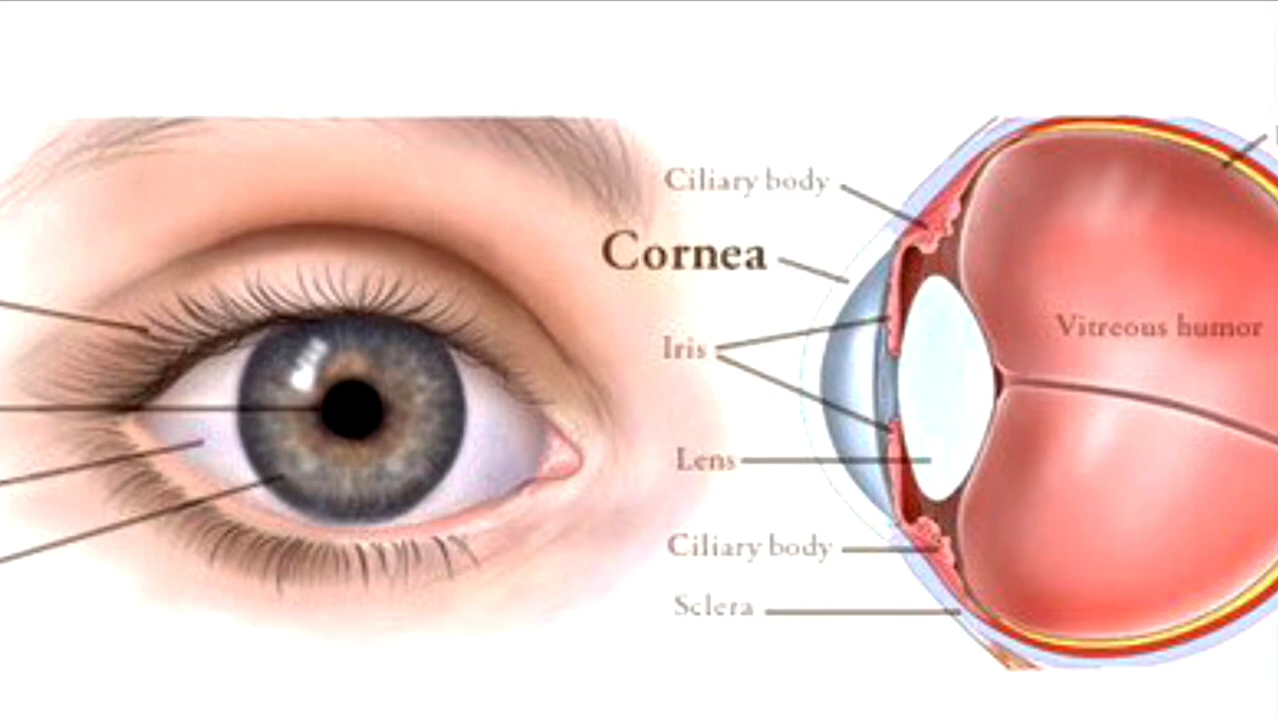 Ciliary body
Cornea
Iris
Vitreous humor
Lens
Ciliary body
Sclera